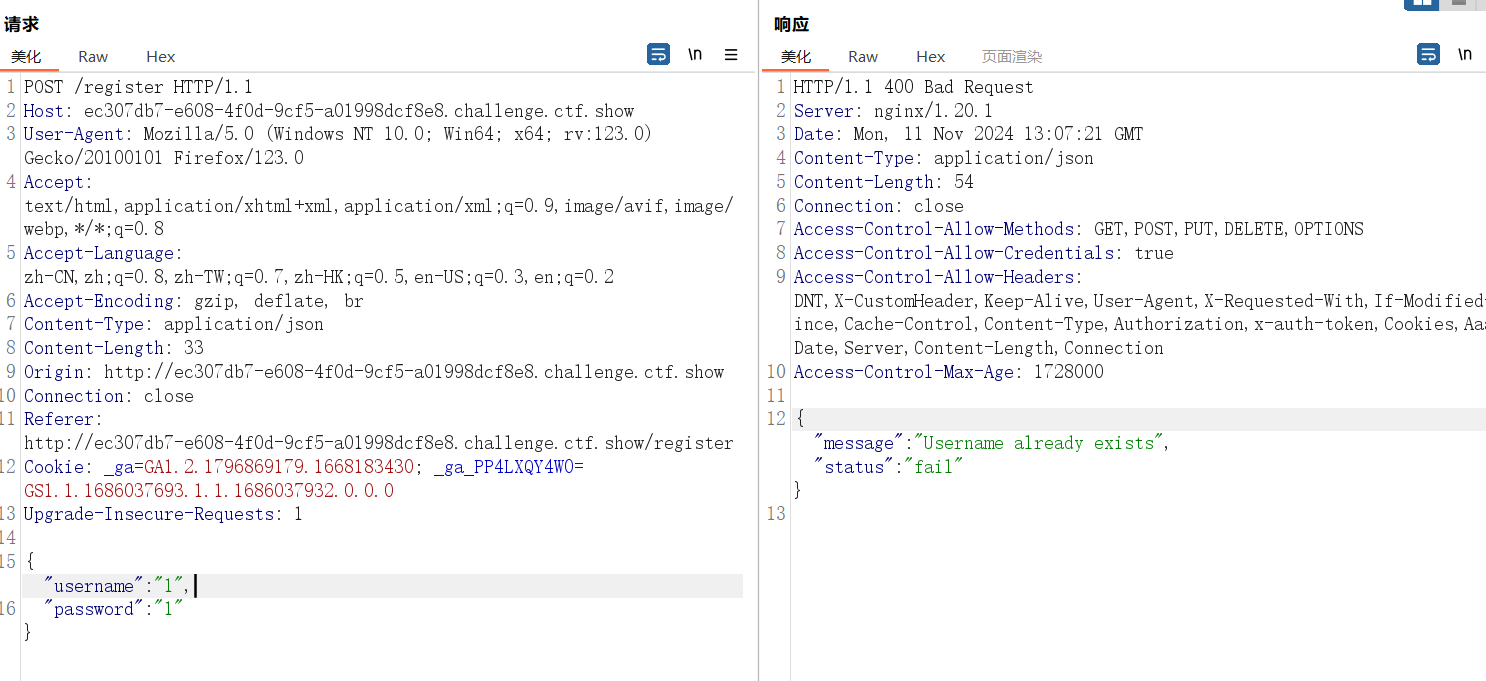 请求
美化 Raw Hex
\n
1 POST /register HTTP/1.1
2 Host: ec307db7-e608-4f0d-9cf5-a01998dcf8e8.challenge.ctf.show
3 User-Agent: Mozilla/5.0 (Windows NT 10.0; Win64; x64; rv:123.0)
Gecko/20100101 Firefox/123.0
4 Accept:
text/html,application/xhtml+xml,application/xml;q=0.9,image/avif,image/
webp,*/*;q=0.8
5 Accept-Language:
zh-CN,zh;q=0.8,zh-TW;q=0.7,zh-HK;q=0.5,en-US;q=0.3,en;q=0.2
6 Accept-Encoding: gzip, deflate, br
7 Content-Type: application/json
8 Content-Length: 33
9 Origin: http://ec307db7-e608-4f0d-9cf5-a01998dcf8e8.challenge.ctf.show
10 Connection: close
11 Referer:
http://ec307db7-e608-4f0d-9cf5-a01998dcf8e8.challenge.ctf.show/register
12 Cookie: _ga=GA1.2.1796869179.1668183430; _ga_PP4LXQY4W0=
GS1.1.1686037693.1.1.1686037932.0.0.0
13 Upgrade-Insecure-Requests: 1
14
15 {
"username":"1",
16 "password":"1"
}
响应
美化 Raw Hex 页面渲染
\n
1 HTTP/1.1 400 Bad Request
2 Server: nginx/1.20.1
3 Date: Mon, 11 Nov 2024 13:07:21 GMT
4 Content-Type: application/json
5 Content-Length: 54
6 Connection: close
7 Access-Control-Allow-Methods: GET,POST,PUT,DELETE,OPTIONS
8 Access-Control-Allow-Credentials: true
9 Access-Control-Allow-Headers:
DNT,X-CustomHeader,Keep-Alive,User-Agent,X-Requested-With,If-Modified-
ince,Cache-Control,Content-Type,Authorization,x-auth-token,Cookies,Aa
Date,Server,Content-Length,Connection
10 Access-Control-Max-Age: 1728000
11
12 {
"message":"Username already exists",
"status":"fail"
}
13